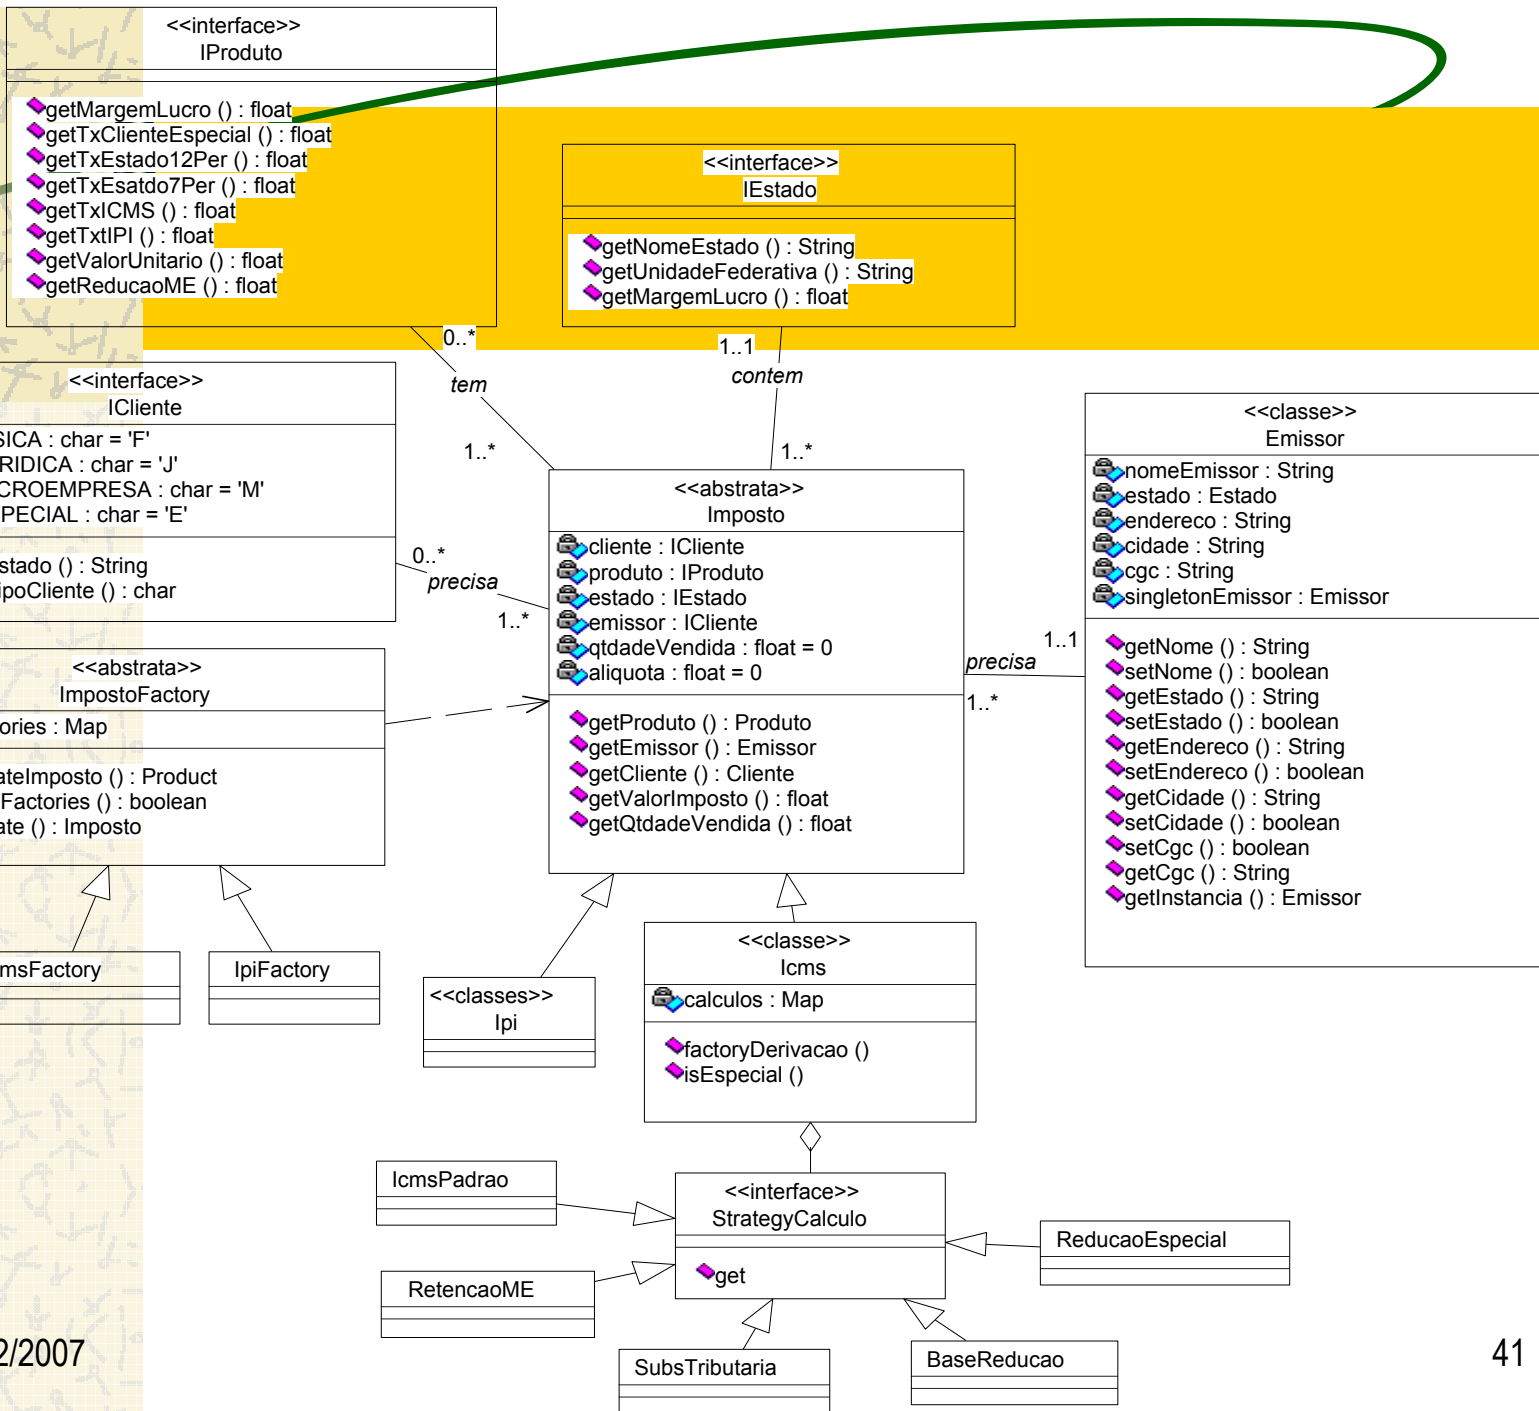 <<interface>>
IProduto
getMargemLucro () : float
getTxClienteEspecial () : float
getTxEstado12Per () : float
getTxEsatdo7Per () : float
getTxICMS () : float
getTxtIPI () : float
getValorUnitario () : float
getReducaoME () : float
<<interface>>
IEstado
getNomeEstado () : String
getUnidadeFederativa () : String
getMargemLucro () : float
0..*
tem
1..*
1..1
contem
1..*
<<interface>>
ICliente
SICA : char = 'F'
RIDICA : char = 'J'
CROEMPRESA : char = 'M'
PECIAL : char = 'E'
stado () : String
ipoCliente () : char
0..*
precisa
1..*
<<abstrata>>
Imposto
cliente : ICliente
produto : IProduto
estado : IEstado
emissor : ICliente
qtdadeVendida : float = 0
aliquota : float = 0
getProduto () : Produto
getEmissor () : Emissor
getCliente () : Cliente
getValorImposto () : float
getQtdadeVendida () : float
1..1
precisa
1..*
<<classe>>
Emissor
nomeEmissor : String
estado : Estado
endereco : String
cidade : String
cgc : String
singletonEmissor : Emissor
getNome () : String
setNome () : boolean
getEstado () : String
setEstado () : boolean
getEndereco () : String
setEndereco () : boolean
getCidade () : String
setCidade () : boolean
setCgc () : boolean
getCgc () : String
getInstancia () : Emissor
<<abstrata>>
ImpostoFactory
ories : Map
ateImposto () : Product
Factories () : boolean
ate () : Imposto
msFactory
IpiFactory
<<classes>>
Ipi
<<classe>>
Icms
calculos : Map
factoryDerivacao ()
isEspecial ()
IcmsPadrao
<<interface>>
StrategyCalculo
get
ReducaoEspecial
RetencaoME
SubsTributaria
BaseReducao
2/2007
41